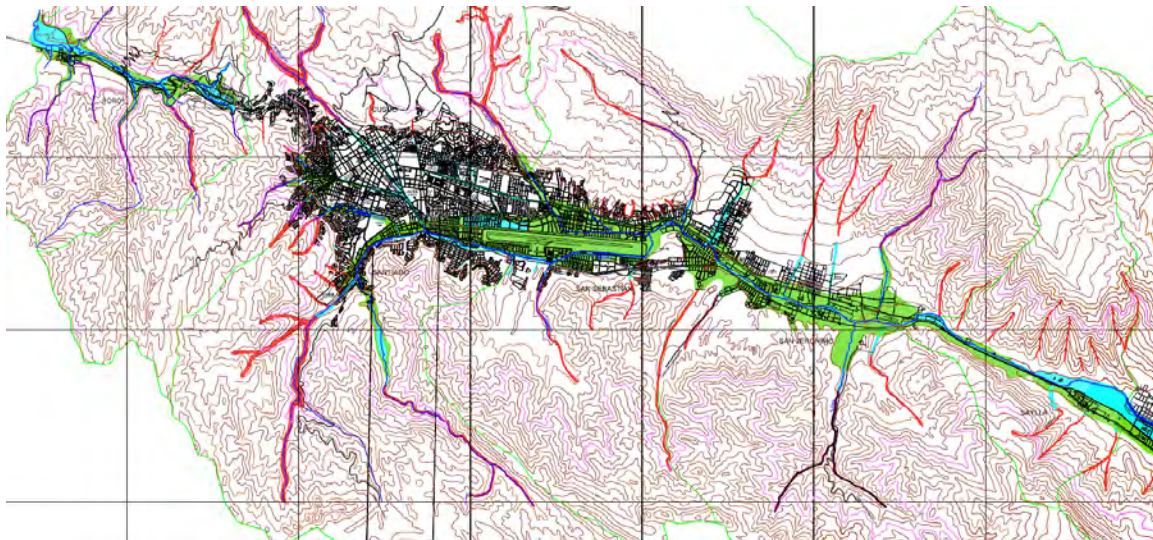 CUSCO
SANTIAGO
SAN SEBASTIAN
SAN JERONIMO
SAYLLA